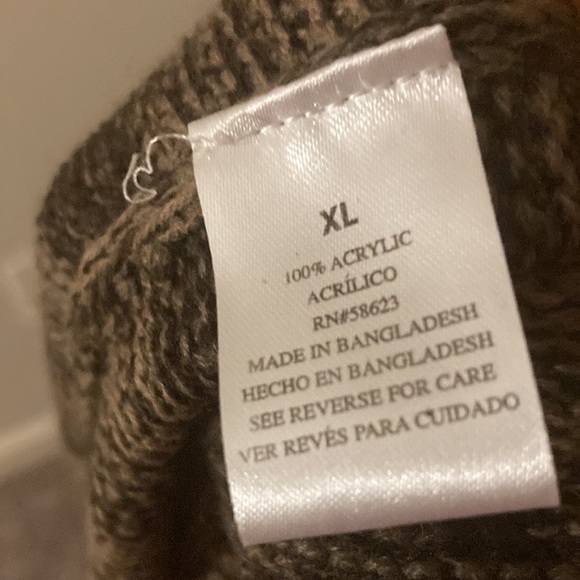 XL
100% ACRYLIC
ACRÍLICO
RN#58623
MADE IN BANGLADESH
HECHO EN BANGLADESH
SEE REVERSE FOR CARE
VER REVÉS PARA CUIDADO